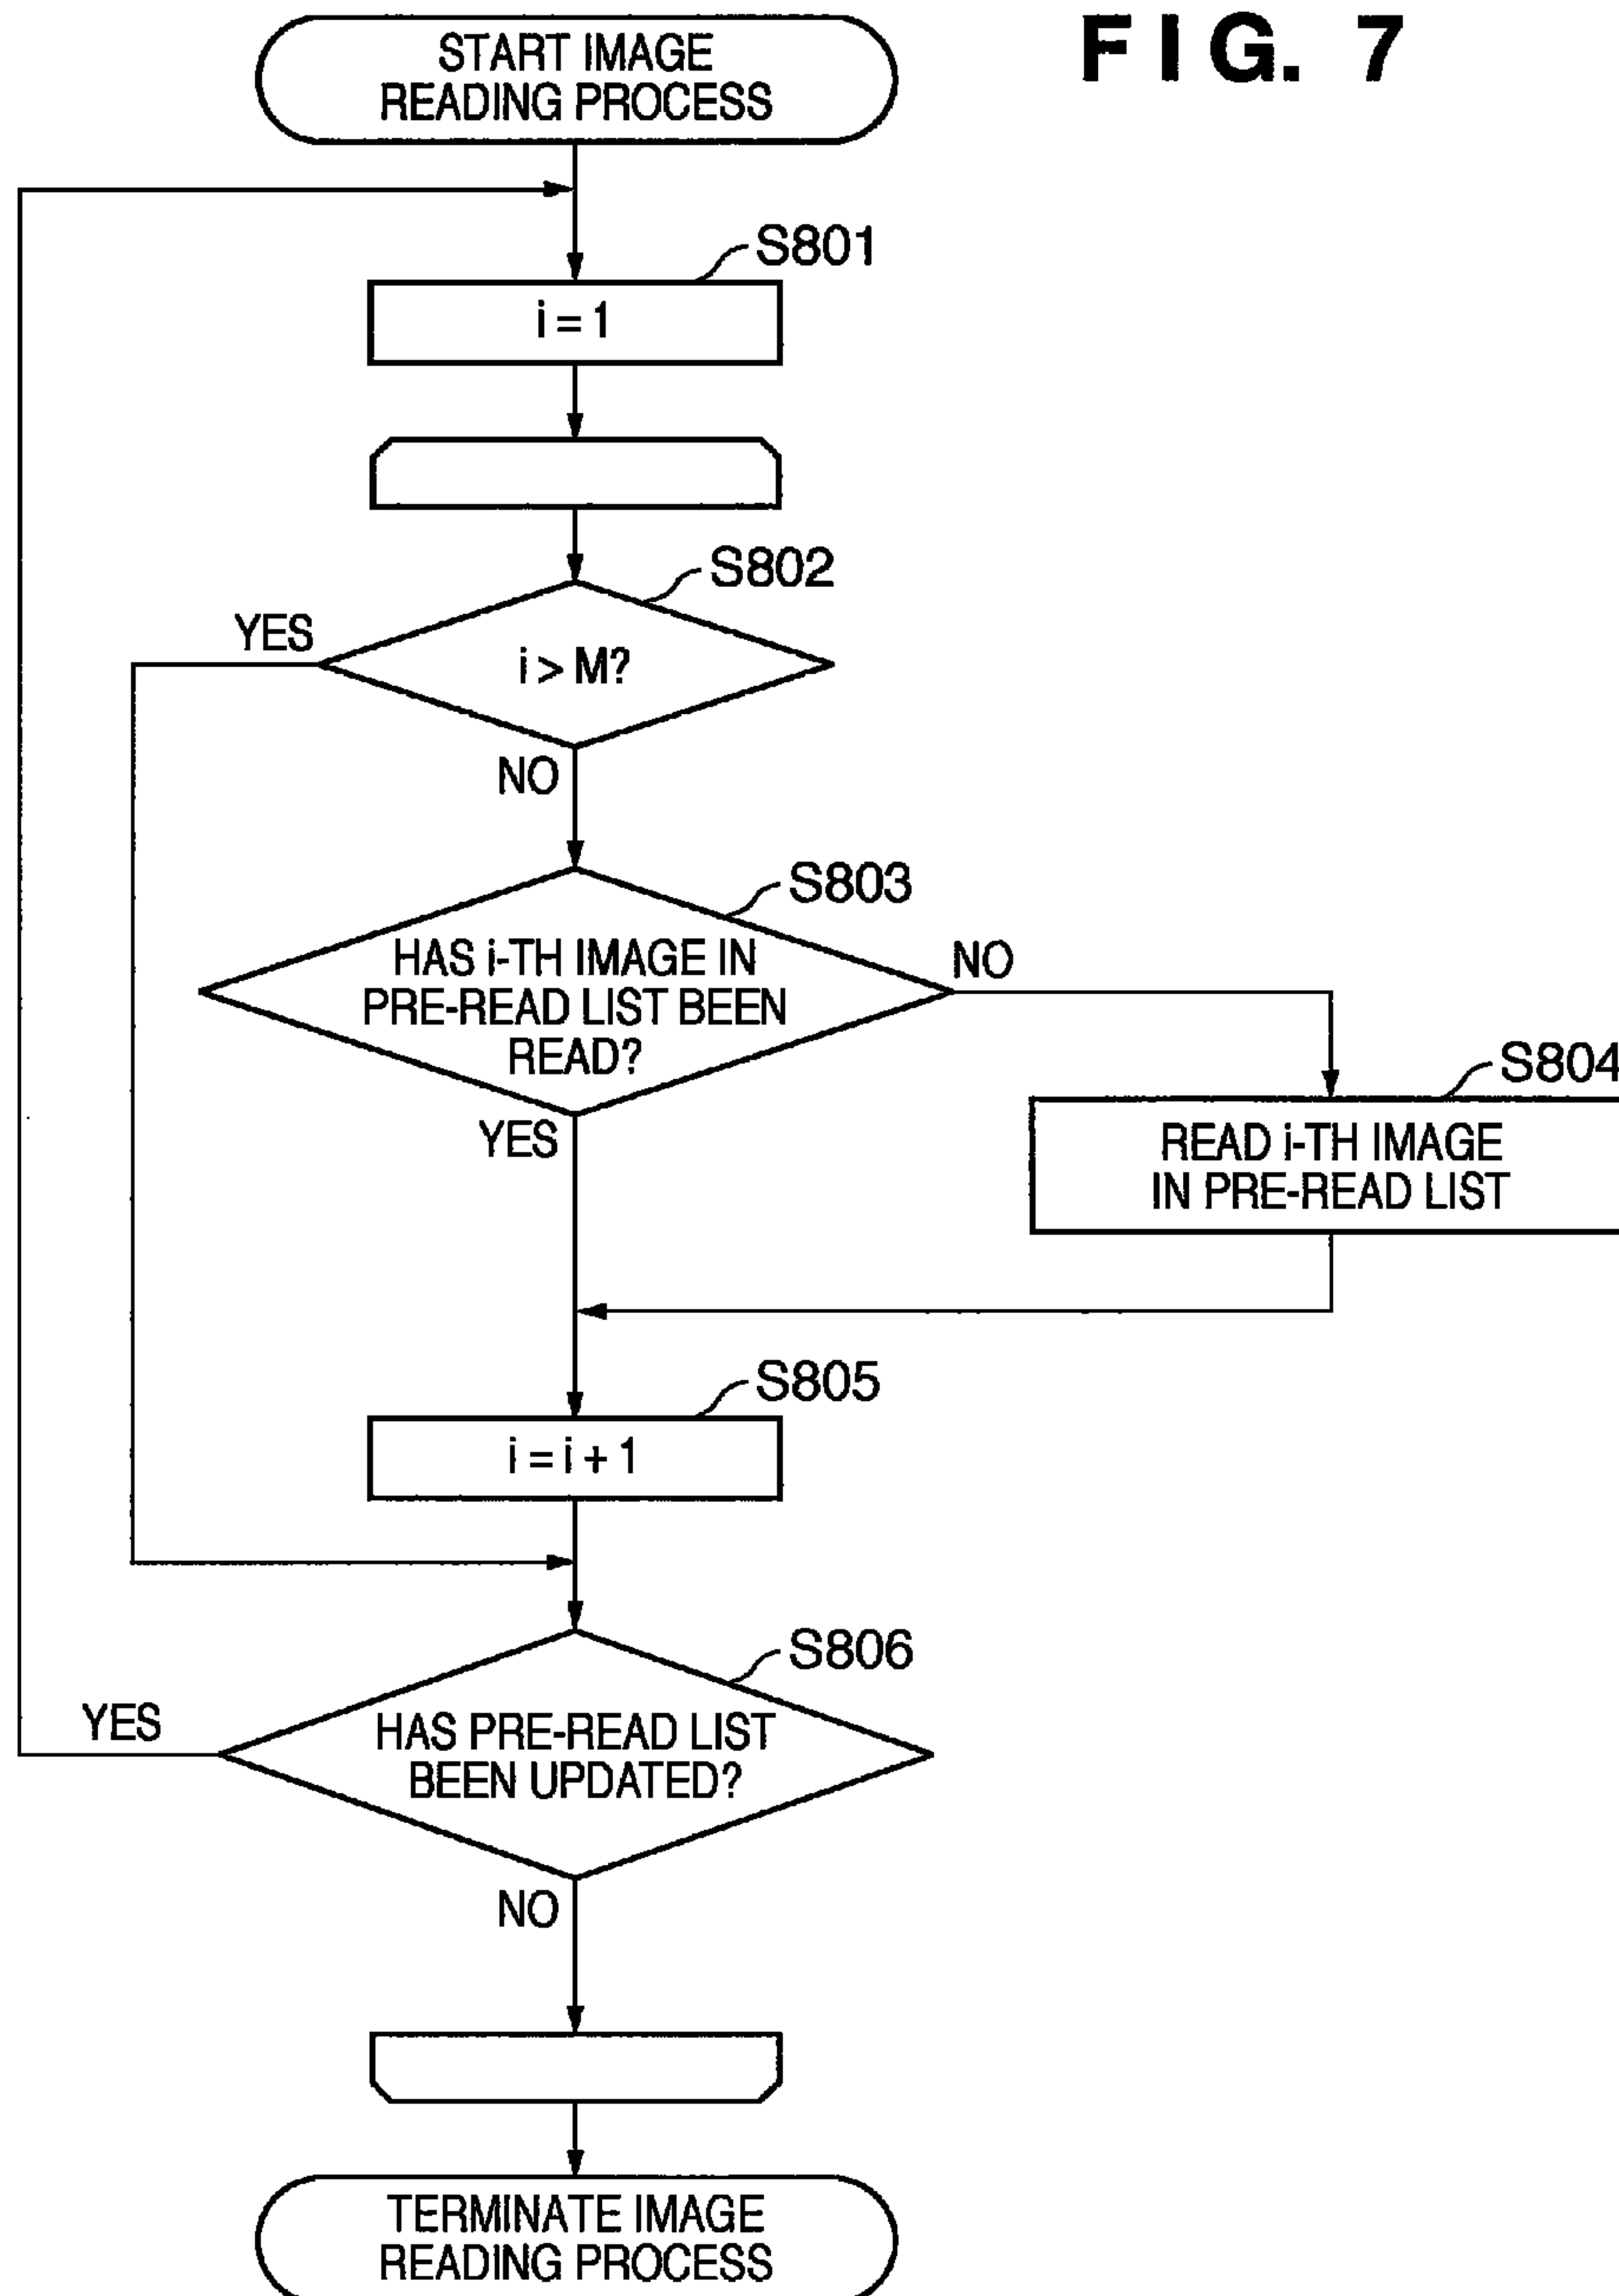 FIG. 7
START IMAGE
READING PROCESS
S801
i = 1
S802
YES
i > M?
NO
S803
HAS i-TH IMAGE IN
PRE-READ LIST BEEN
READ?
NO
S804
READ i-TH IMAGE
IN PRE-READ LIST
YES
S805
i = i + 1
S806
YES
HAS PRE-READ LIST
BEEN UPDATED?
NO
TERMINATE IMAGE
READING PROCESS